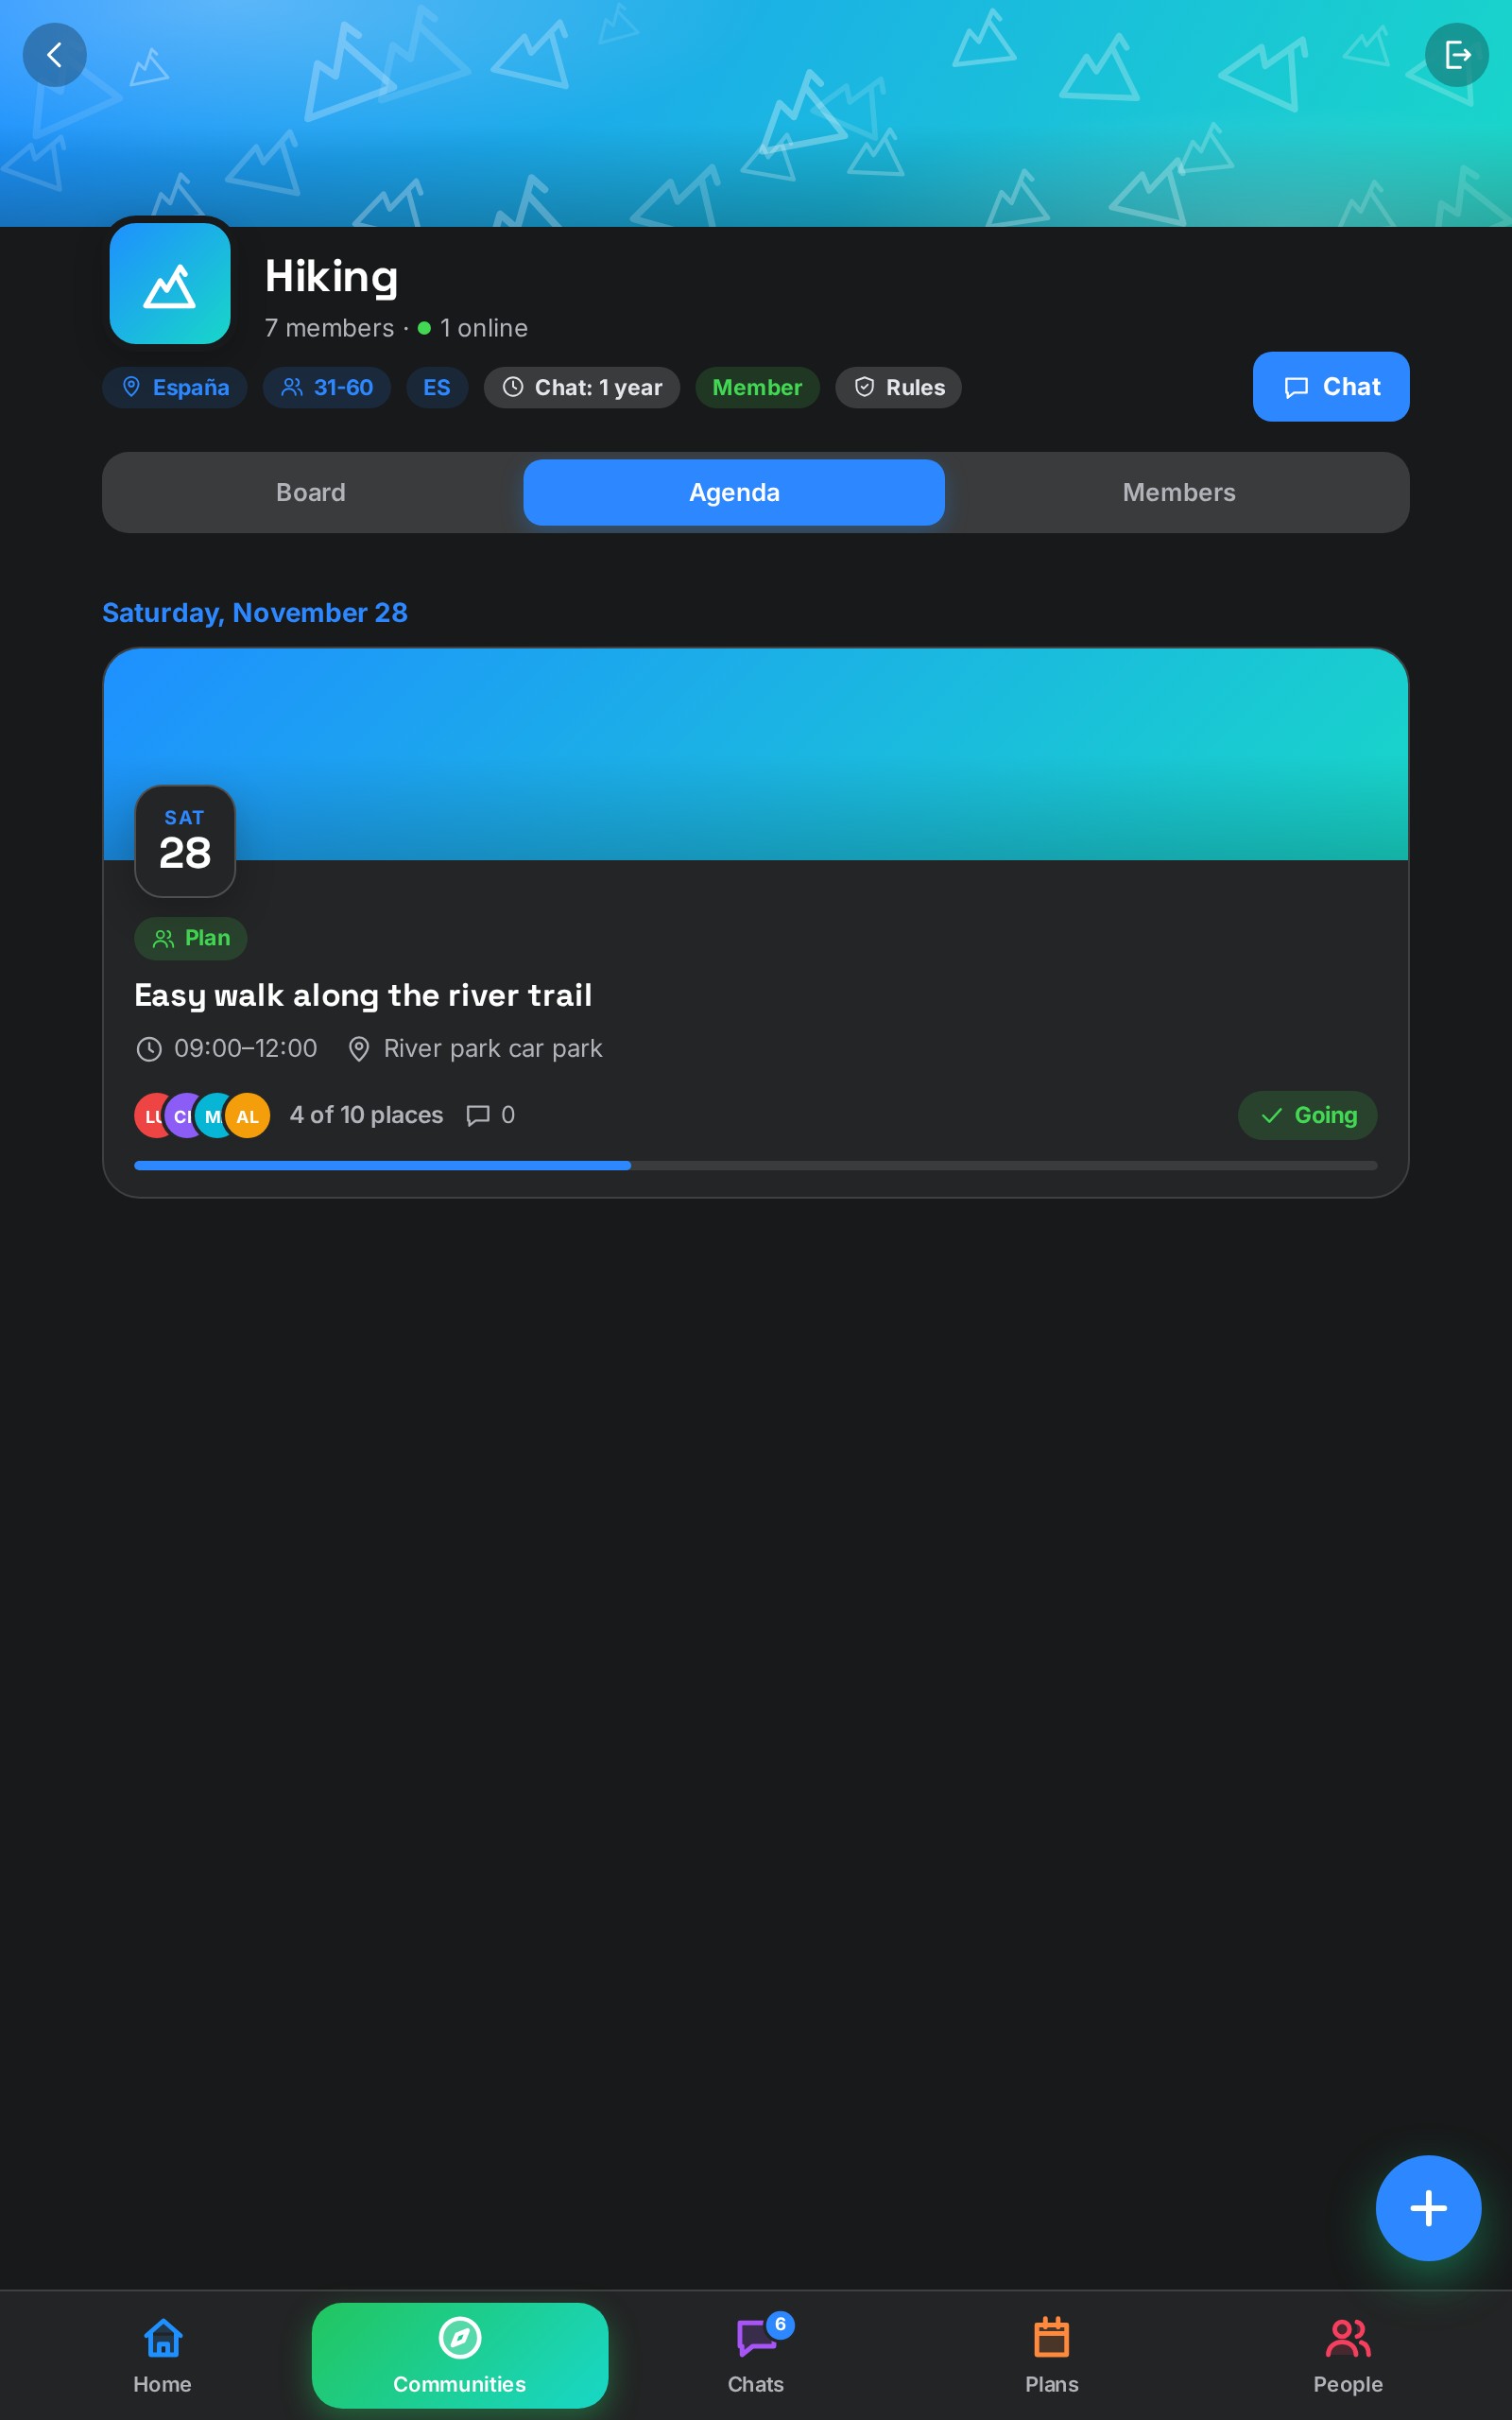 Hiking
7 members · 1 online
España 31-60 ES Chat: 1 year Member Rules Chat
Board Agenda Members
Saturday, November 28
SAT
28
Plan
Easy walk along the river trail
09:00–12:00 River park car park
AL 4 of 10 places 0 Going
6
Home Communities Chats Plans People